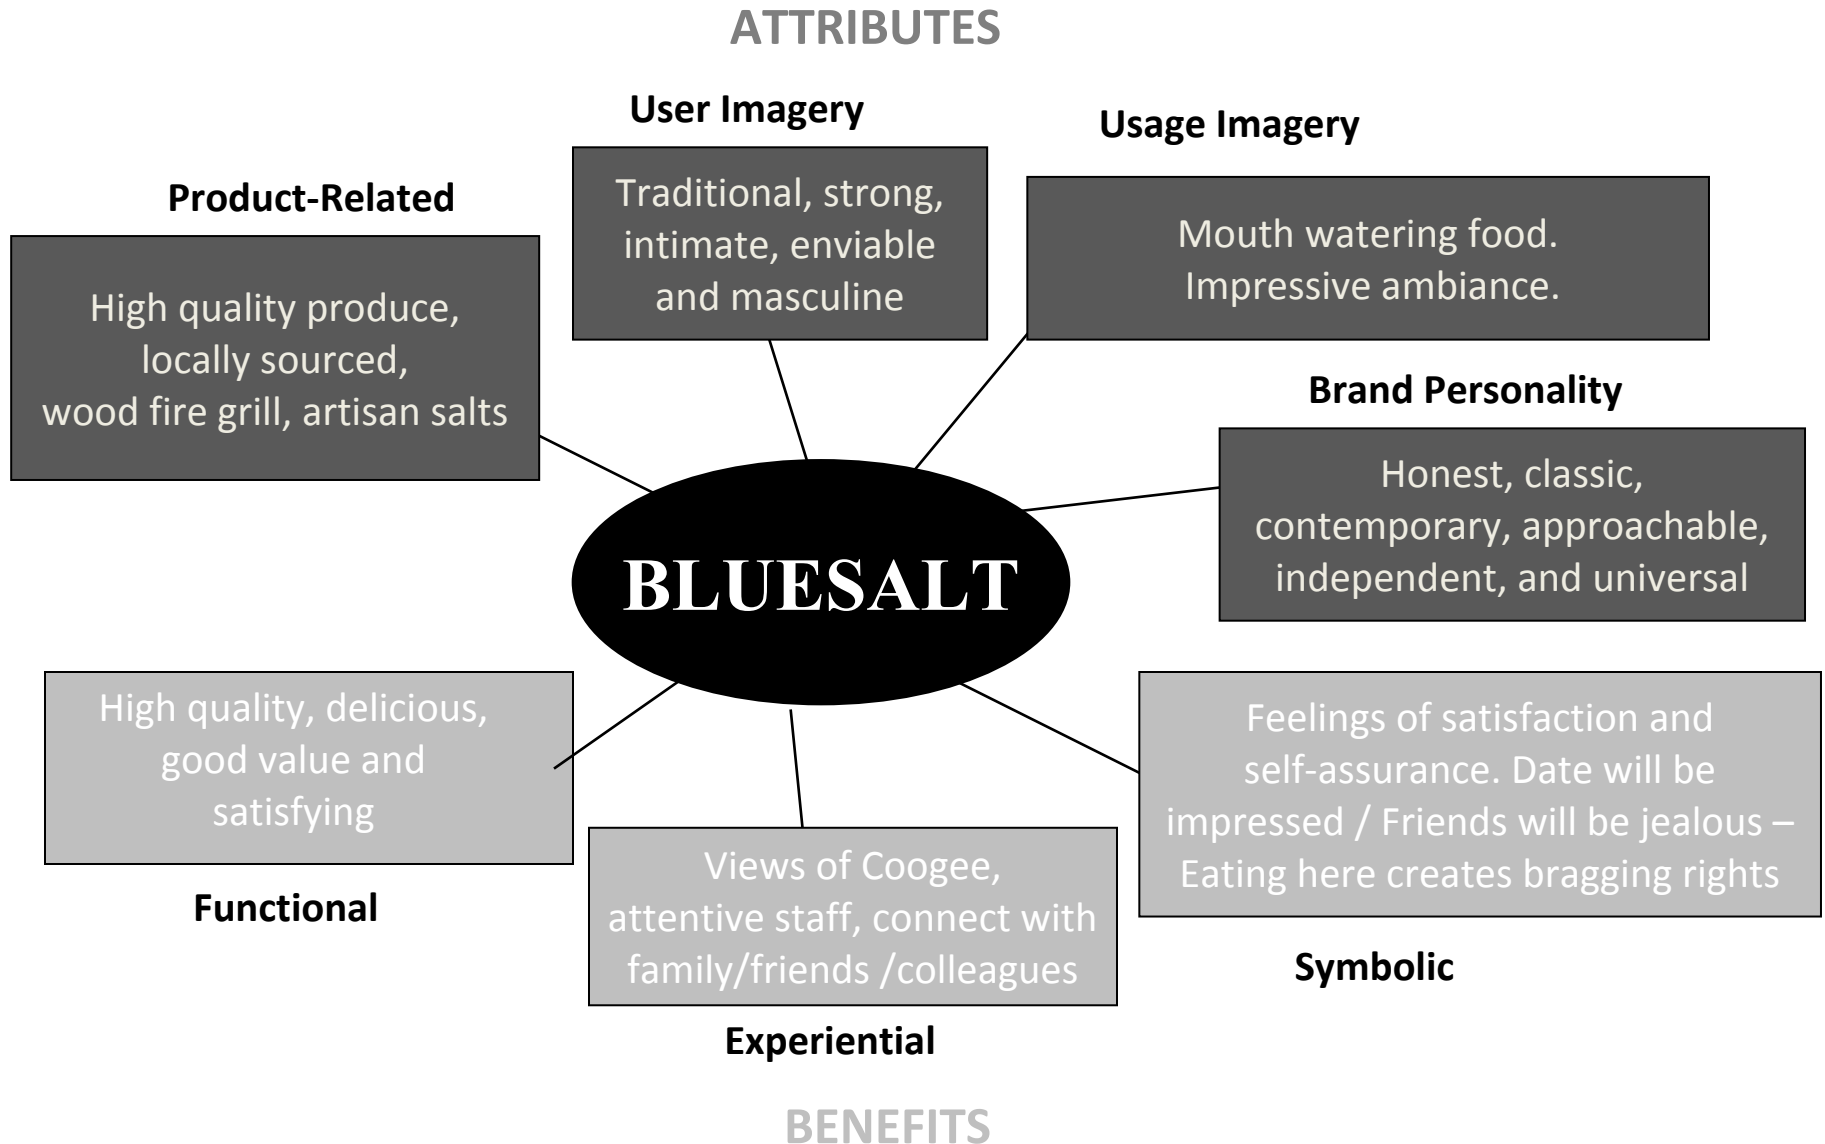 ATTRIBUTES
User Imagery
Usage Imagery
Product-Related
Traditional, strong,
intimate, enviable
and masculine
Mouth watering food.
Impressive ambiance.
High quality produce,
locally sourced,
wood fire grill, artisan salts
Brand Personality
Honest, classic,
contemporary, approachable,
independent, and universal
BLUESALT
High quality, delicious,
good value and
satisfying
Functional
Views of Coogee,
attentive staff, connect with
family/friends /colleagues
Experiential
Feelings of satisfaction and
self-assurance. Date will be
impressed / Friends will be jealous –
Eating here creates bragging rights
Symbolic
BENEFITS